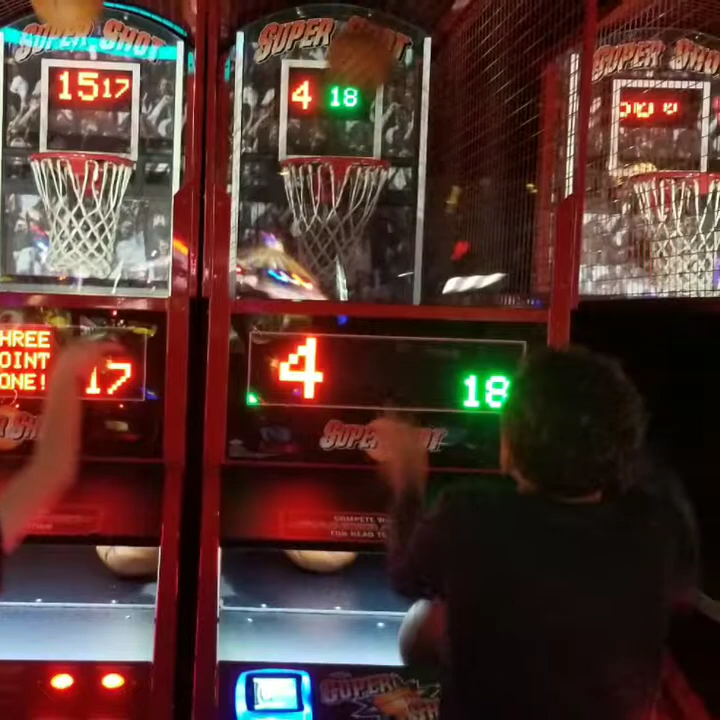 SUPER SHOT
SUPER SHOT
SUPER SHOT
15 17
4 18
HREE
OINT
ONE!
17
4
18
SUPER SHOT
COMPETE
SUPER SHOT